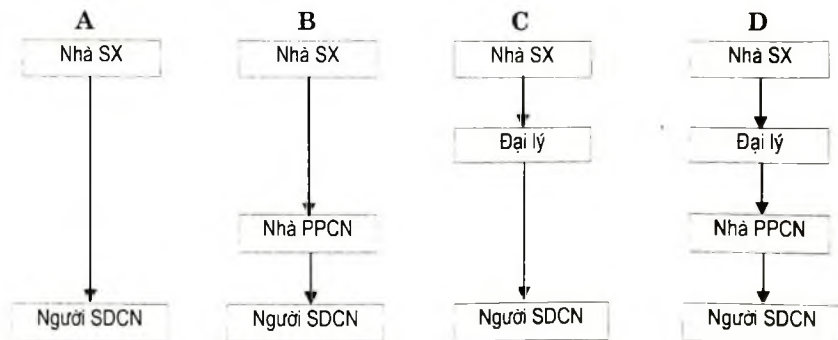 A B C D
Nhà SX Nhà SX Nhà SX Nhà SX
Đại lý Đại lý
Nhà PPCN Nhà PPCN
Người SDCN Người SDCN Người SDCN Người SDCN